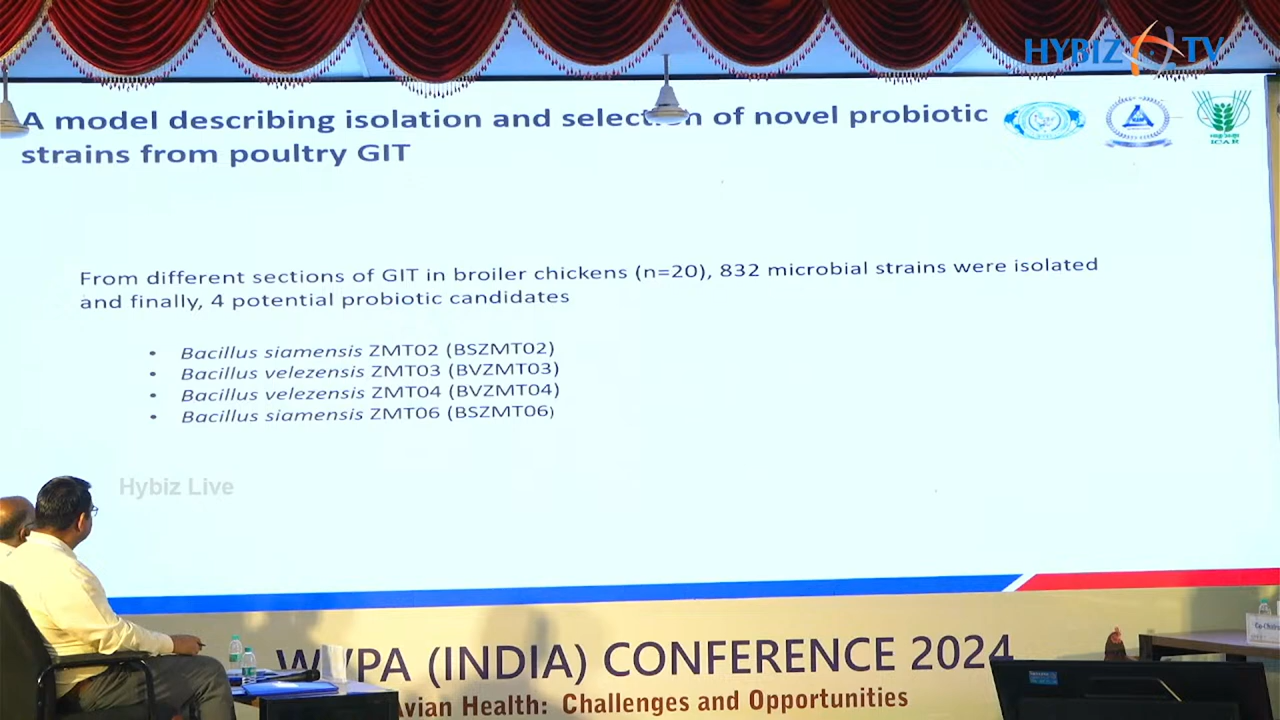 HYBIZ TV
A model describing isolation and selection of novel probiotic
strains from poultry GIT
ICAR
From different sections of GIT in broiler chickens (n=20), 832 microbial strains were isolated
and finally, 4 potential probiotic candidates
• Bacillus siamensis ZMT02 (BSZMT02)
• Bacillus velezensis ZMT03 (BVZMT03)
• Bacillus velezensis ZMT04 (BVZMT04)
• Bacillus siamensis ZMT06 (BSZMT06)
Hybiz Live
WVPA (INDIA) CONFERENCE 2024
Avian Health: Challenges and Opportunities